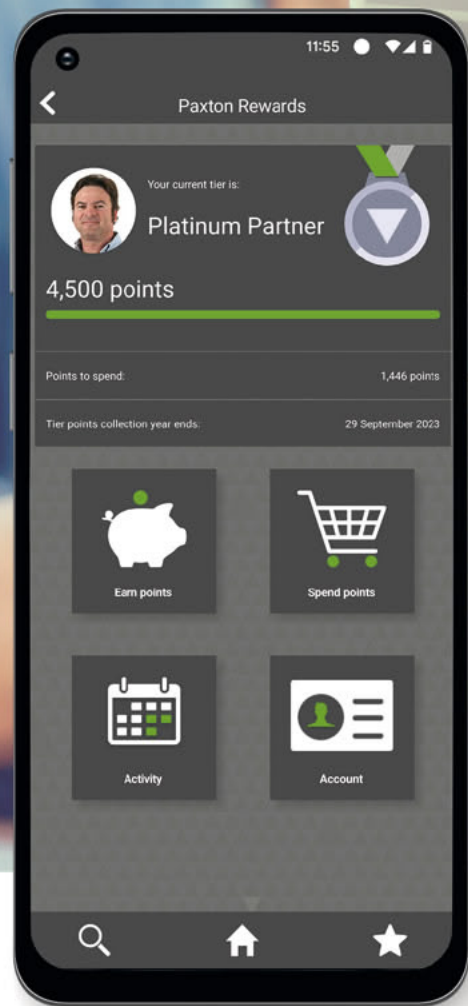 11:55
Paxton Rewards
Your current tier is:
Platinum Partner
4,500 points
Points to spend: 1,446 points
Tier points collection year ends: 29 September 2023
Earn points
Spend points
Activity
Account